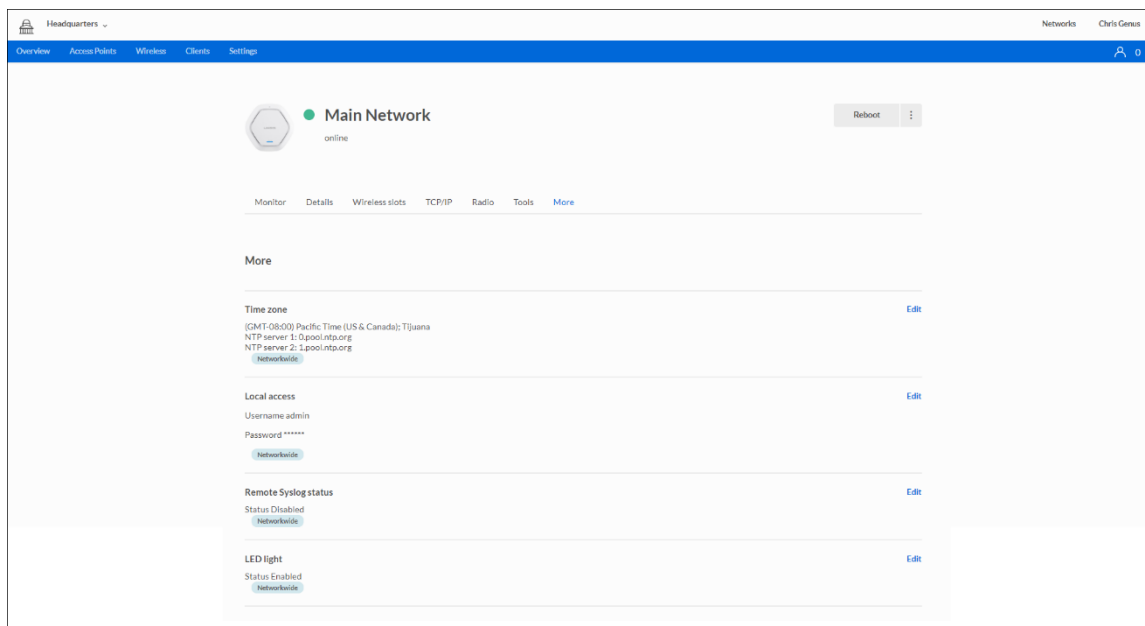 Headquarters
Networks
Chris Genus
Overview
Access Points
Wireless
Clients
Settings
0
Main Network
online
Reboot
Monitor
Details
Wireless slots
TCP/IP
Radio
Tools
More
More
Time zone
Edit
(GMT-08:00) Pacific Time (US & Canada); Tijuana
NTP server 1: 0.pool.ntp.org
NTP server 2: 1.pool.ntp.org
Networkwide
Local access
Edit
Username admin
Password ******
Networkwide
Remote Syslog status
Edit
Status Disabled
Networkwide
LED light
Edit
Status Enabled
Networkwide